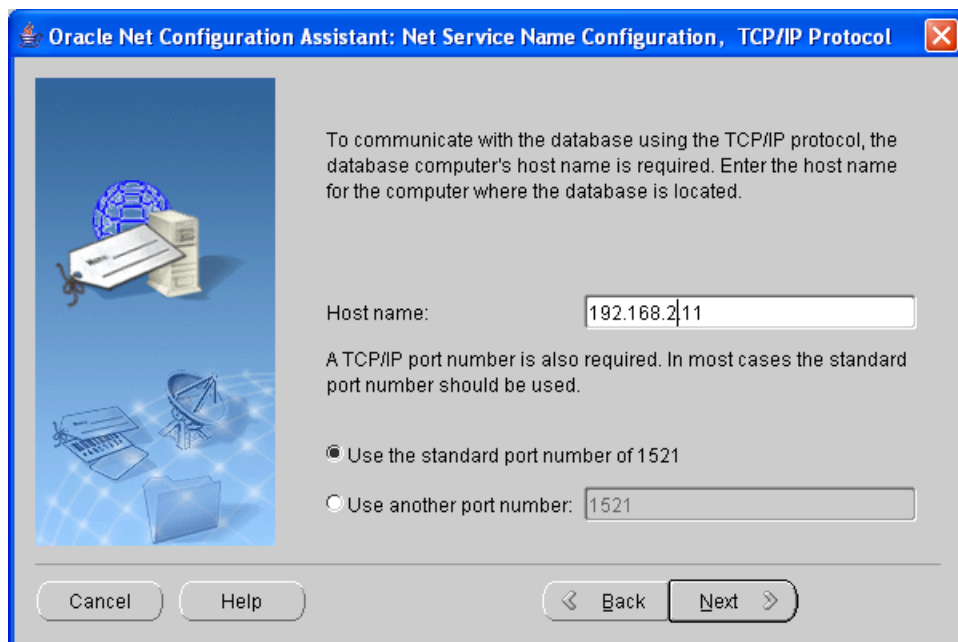 Oracle Net Configuration Assistant: Net Service Name Configuration, TCP/IP Protocol
To communicate with the database using the TCP/IP protocol, the
database computer's host name is required. Enter the host name
for the computer where the database is located.
Host name:
192.168.2.11
A TCP/IP port number is also required. In most cases the standard
port number should be used.
Use the standard port number of 1521
Use another port number:
1521
Cancel
Help
Back
Next